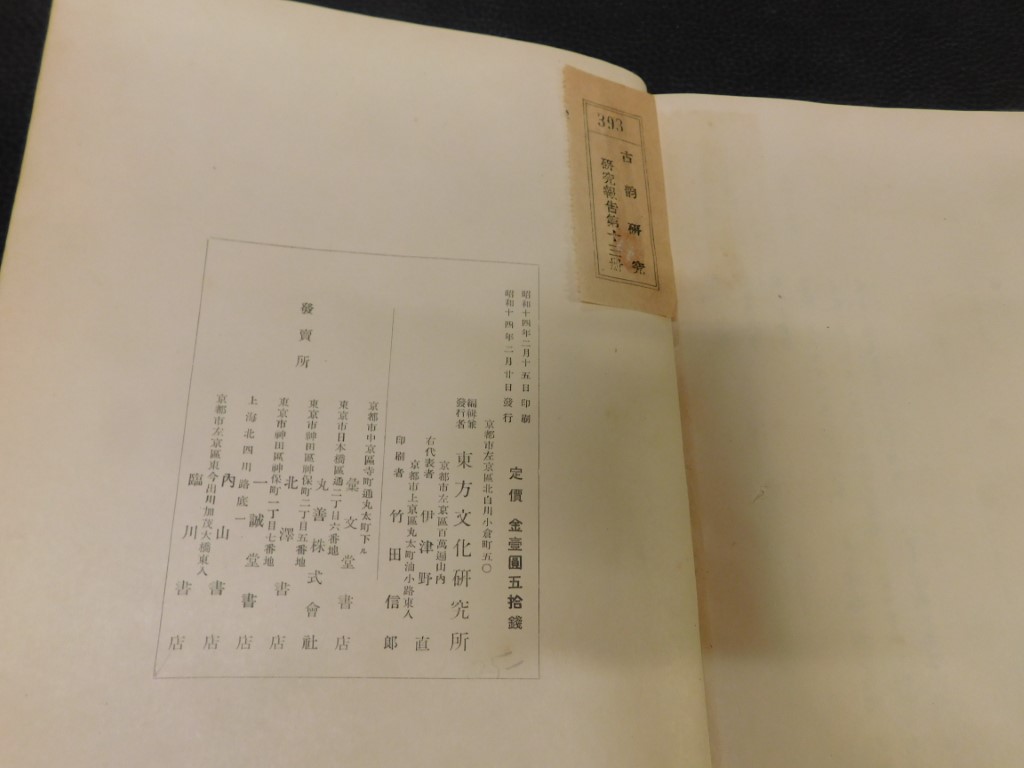 393
古韵研究
研究報告第十三冊
昭和十四年二月十五日印刷
昭和十四年二月廿日發行
定價 金壹圓五拾錢
京都市左京區北白川小倉町五〇
編輯兼
發行者 東方文化研究所
京都市左京區百萬遍山内
右代表者 伊津野直
京都市上京區丸太町油小路東入
印刷者 竹田信郎
發賣所
京都市中京區寺町通丸太町下ル
彙文堂書店
東京市日本橋區通二丁目六番地
丸善株式會社
東京市神田區神保町二丁目五番地
北澤書店
東京市神田區神保町一丁目七番地
一誠堂書店
上海北四川路底
内山書店
京都市左京區東今出川加茂大橋東入
臨川書店